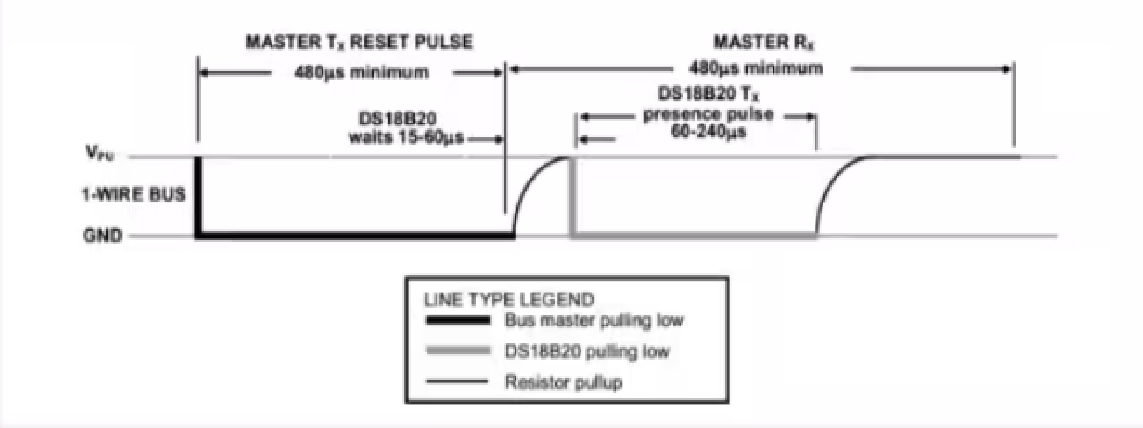 MASTER Tx RESET PULSE
480µs minimum
MASTER Rx
480µs minimum
DS18B20
waits 15-60µs
DS18B20 Tx
presence pulse
60-240µs
VPU
1-WIRE BUS
GND
LINE TYPE LEGEND
Bus master pulling low
DS18B20 pulling low
Resistor pullup